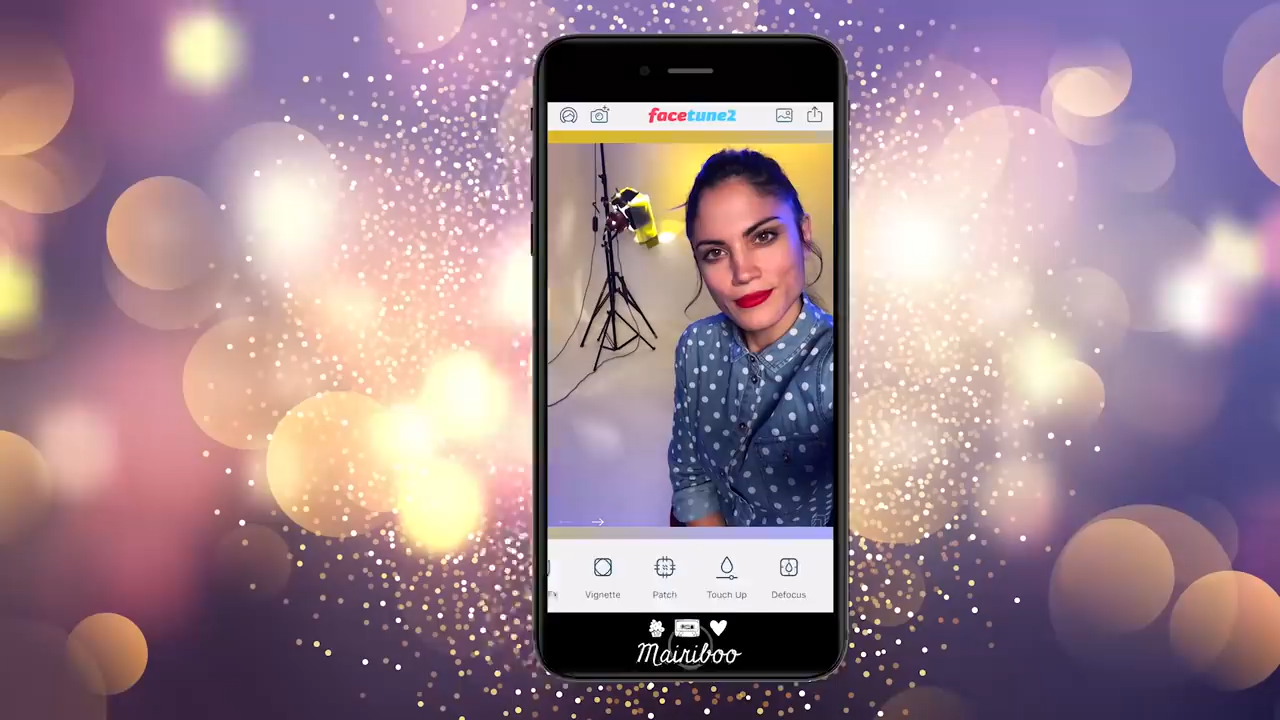 facetune2
Vignette
Patch
Touch Up
Defocus
Mairiboo